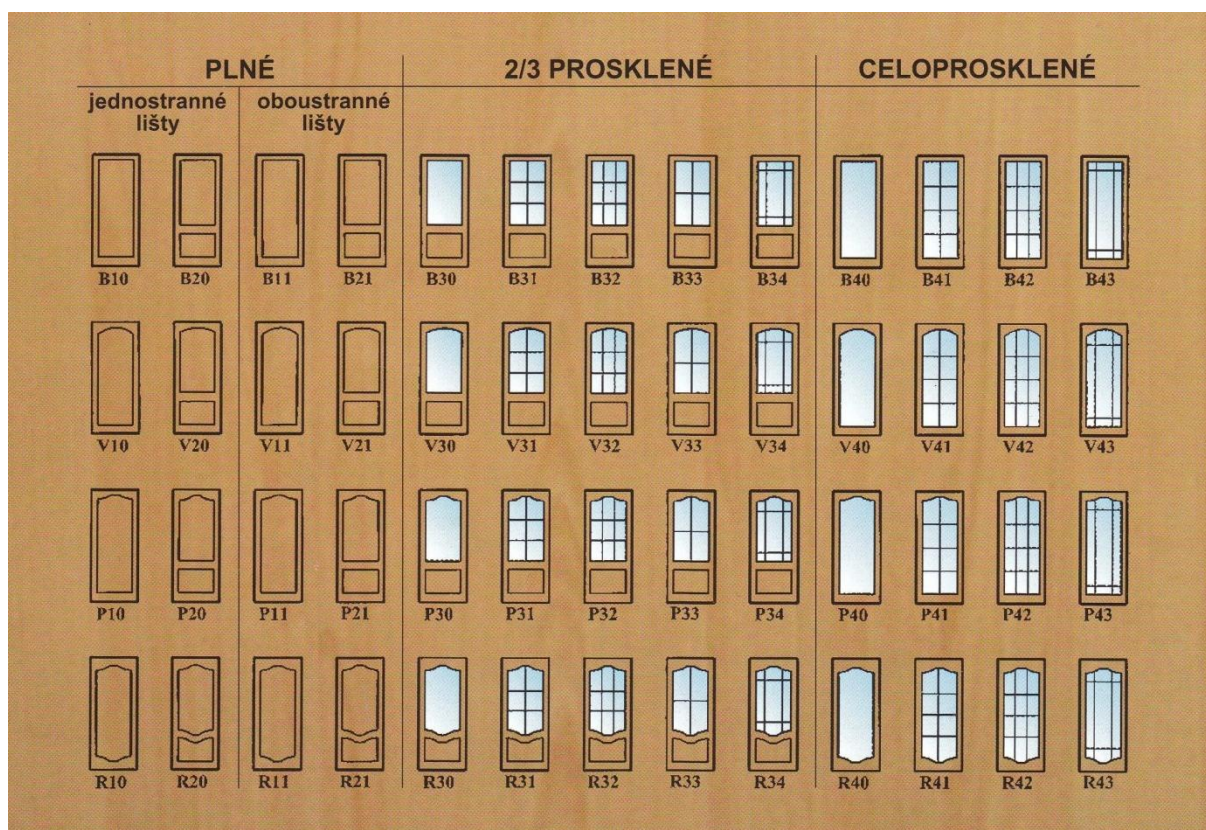 PLNÉ 2/3 PROSKLENÉ CELOPROSKLENÉ
jednostranné lišty oboustranné lišty
B10 B20 B11 B21 B30 B31 B32 B33 B34 B40 B41 B42 B43
V10 V20 V11 V21 V30 V31 V32 V33 V34 V40 V41 V42 V43
P10 P20 P11 P21 P30 P31 P32 P33 P34 P40 P41 P42 P43
R10 R20 R11 R21 R30 R31 R32 R33 R34 R40 R41 R42 R43